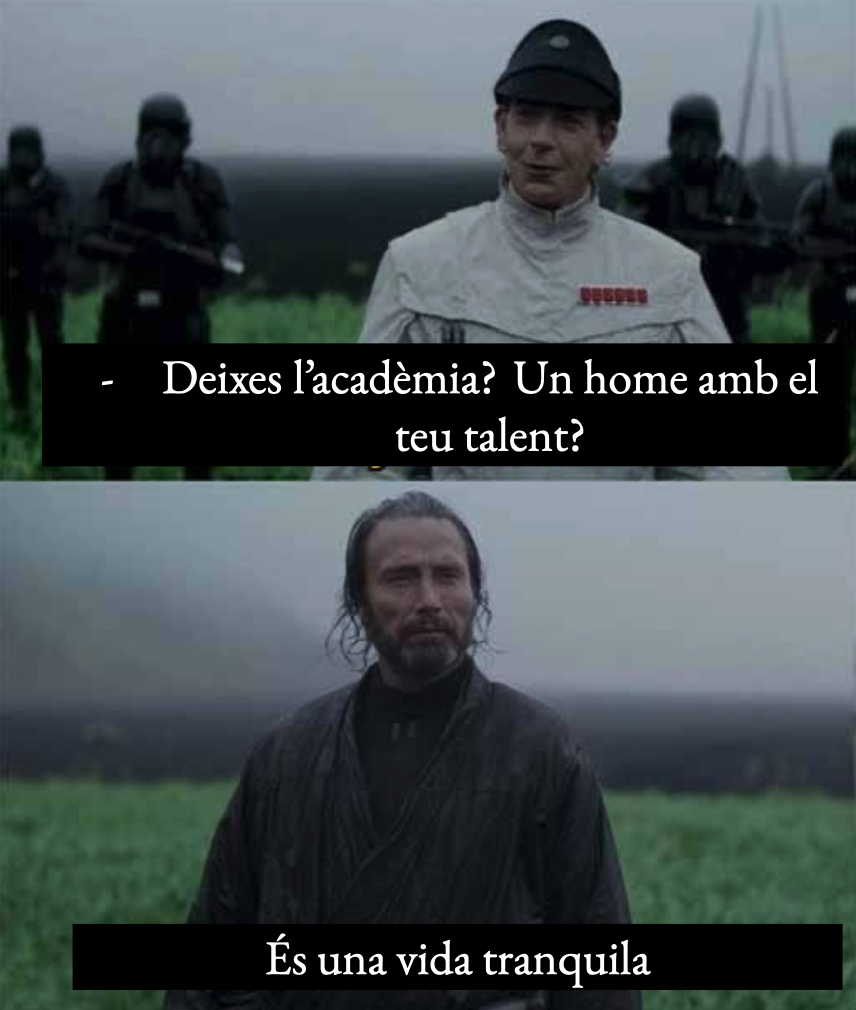 - Deixes l’acadèmia? Un home amb el
teu talent?
És una vida tranquila